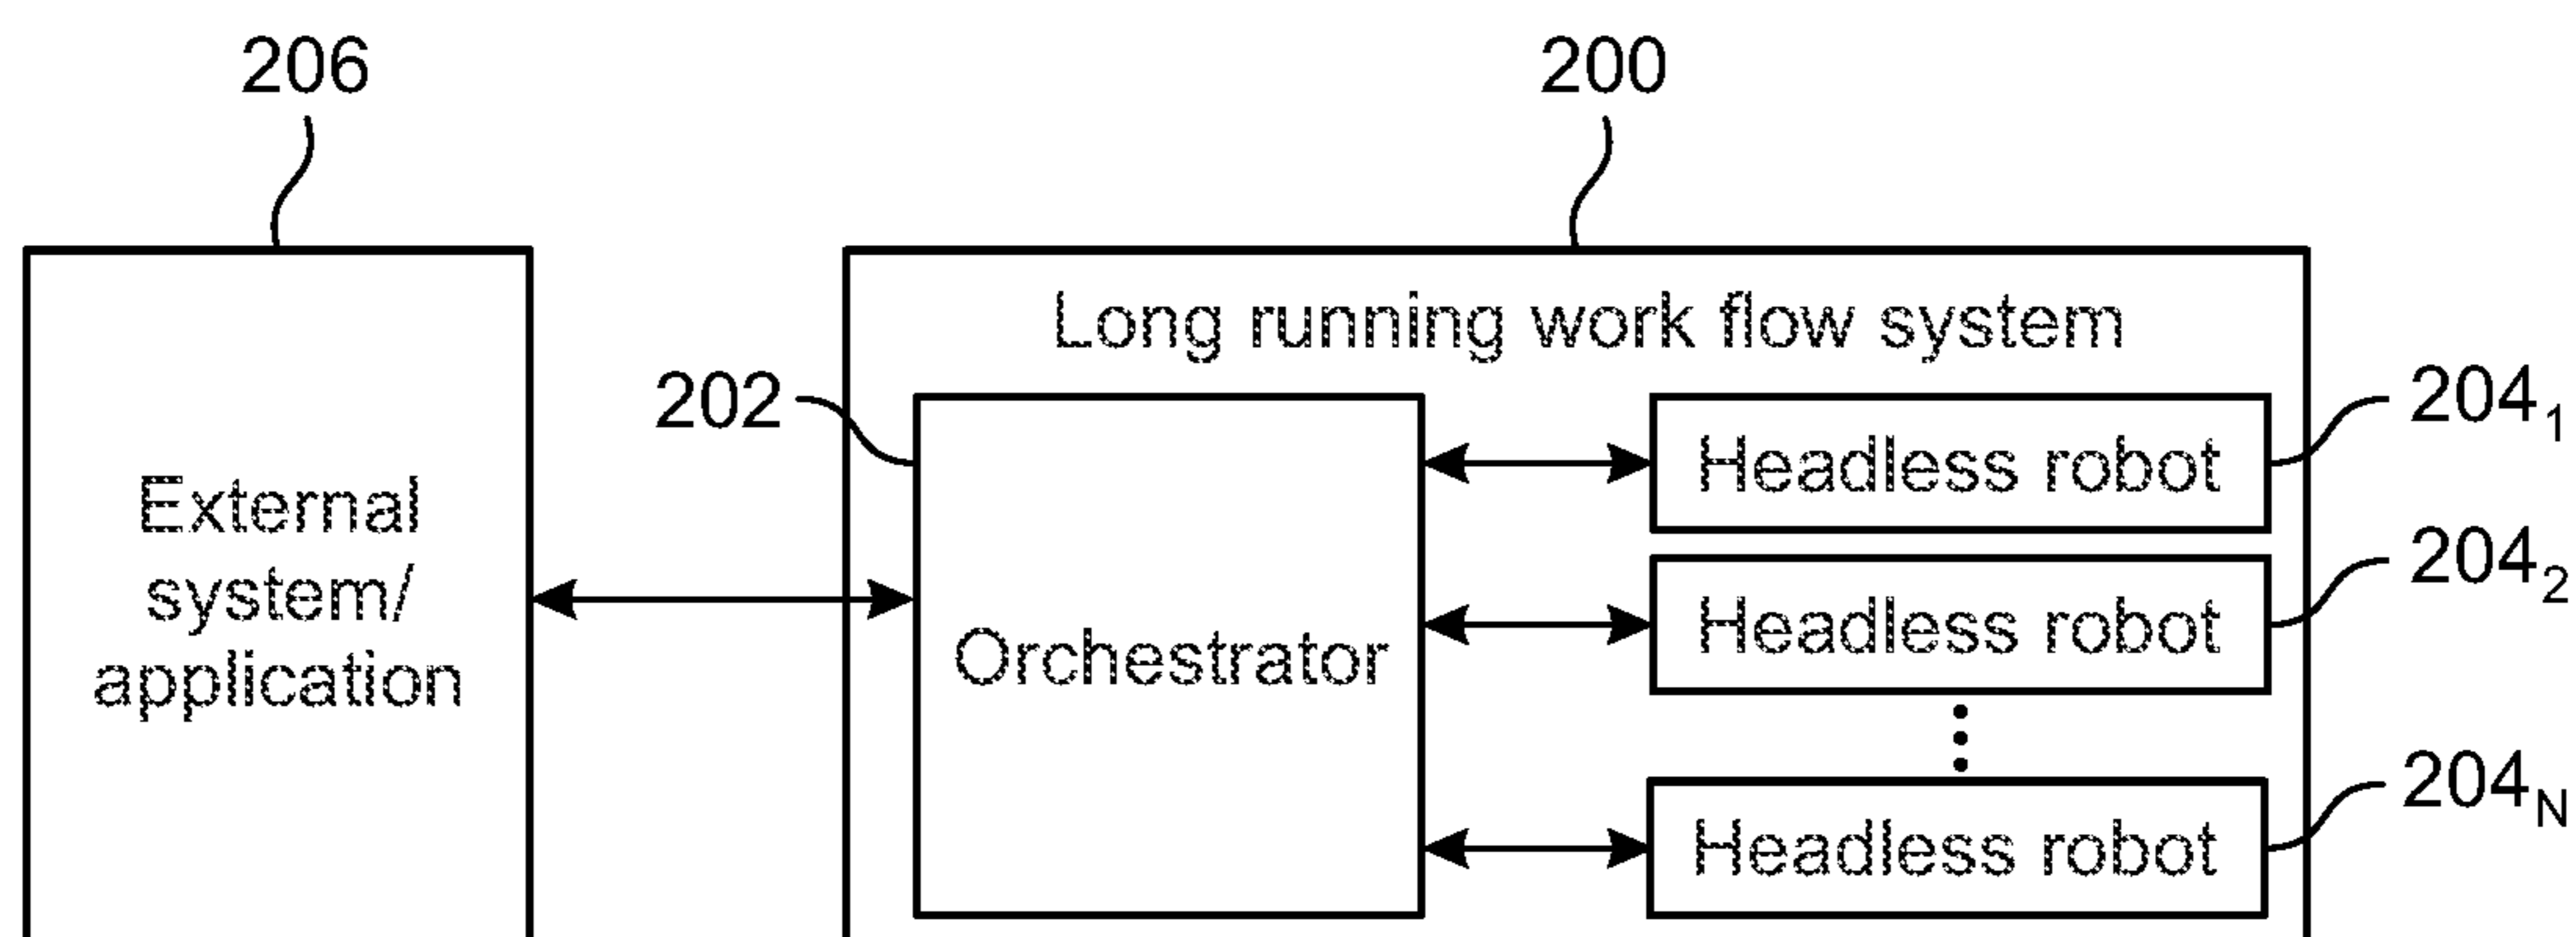 206
200
Long running work flow system
202
204₁
Headless robot
204₂
External
system/
application
Headless robot
Orchestrator
204_N
Headless robot